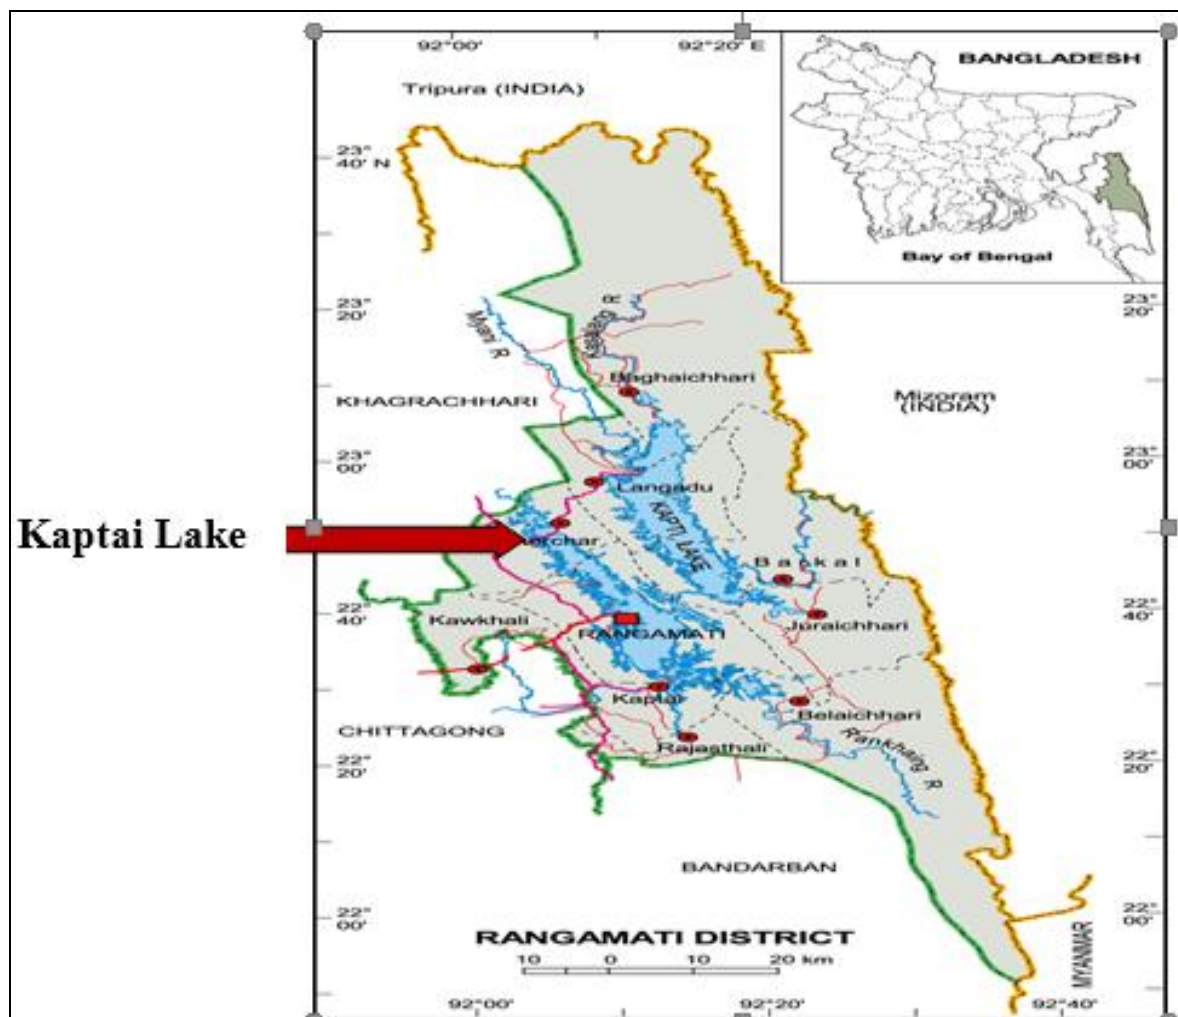 92°00'
92°20' E
BANGLADESH
Tripura (INDIA)
23°
40' N
Bay of Bengal
23°
20'
23°
20'
Myani R
R
Baghaichhari
KHAGRACHHARI
Mizoram
(INDIA)
23°
00'
23°
00'
Langadu
KAPTI LAKE
Kaptai Lake
Barkal
22°
40'
22°
40'
Kawkhali
Juraichhari
RANGAMATI
Kaptai
Belaichhari
CHITTAGONG
Rajasthali
Rankhaing R
22°
20'
22°
20'
BANDARBAN
22°
00'
22°
00'
RANGAMATI DISTRICT
MYANMAR
10 0 10 20 km
92°00'
92°20'
92°40'